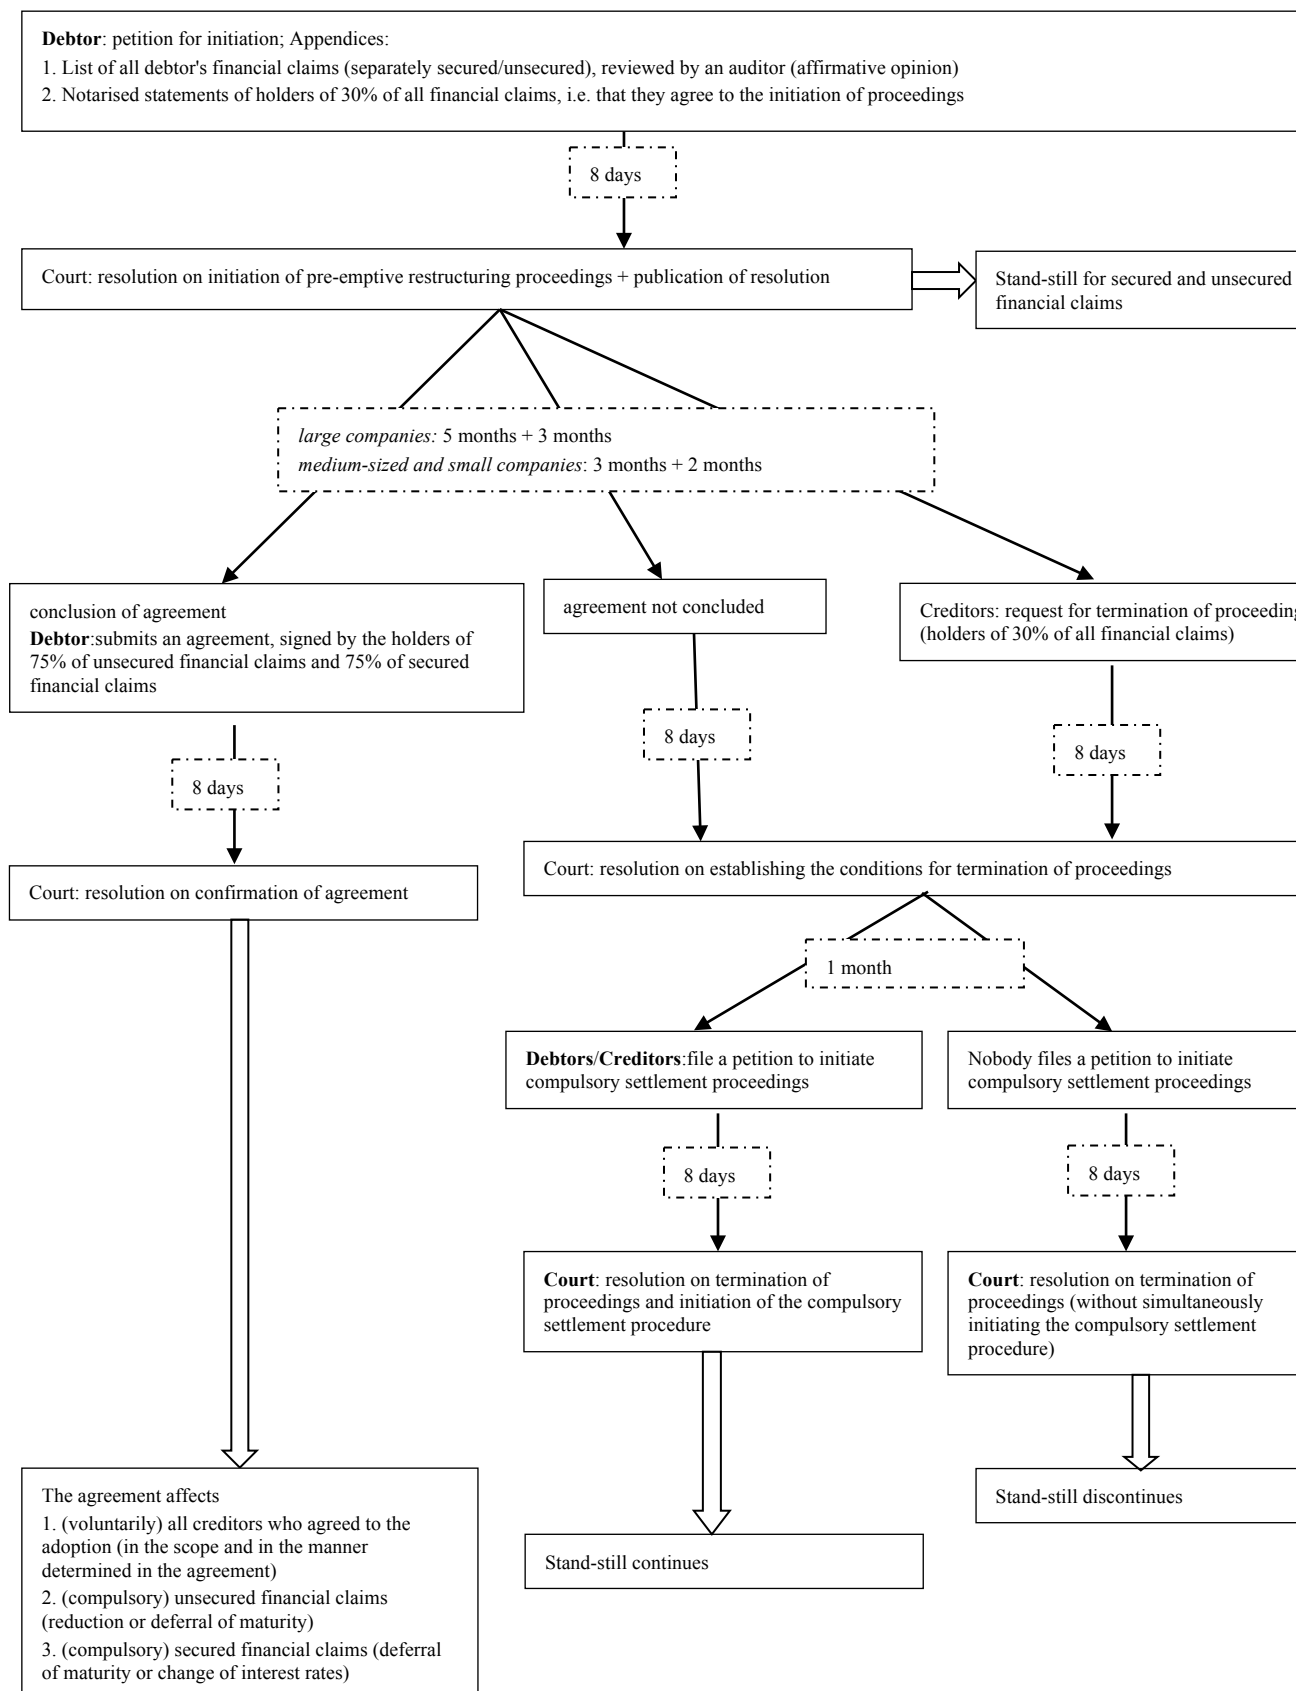 Debtor: petition for initiation; Appendices:
1. List of all debtor's financial claims (separately secured/unsecured), reviewed by an auditor (affirmative opinion)
2. Notarised statements of holders of 30% of all financial claims, i.e. that they agree to the initiation of proceedings
8 days
Court: resolution on initiation of pre-emptive restructuring proceedings + publication of resolution
Stand-still for secured and unsecured
financial claims
large companies: 5 months + 3 months
medium-sized and small companies: 3 months + 2 months
conclusion of agreement
Debtor:submits an agreement, signed by the holders of
75% of unsecured financial claims and 75% of secured
financial claims
agreement not concluded
Creditors: request for termination of proceeding
(holders of 30% of all financial claims)
8 days
8 days
8 days
Court: resolution on confirmation of agreement
Court: resolution on establishing the conditions for termination of proceedings
1 month
Debtors/Creditors:file a petition to initiate
compulsory settlement proceedings
Nobody files a petition to initiate
compulsory settlement proceedings
8 days
8 days
Court: resolution on termination of
proceedings and initiation of the compulsory
settlement procedure
Court: resolution on termination of
proceedings (without simultaneously
initiating the compulsory settlement
procedure)
The agreement affects
1. (voluntarily) all creditors who agreed to the
adoption (in the scope and in the manner
determined in the agreement)
2. (compulsory) unsecured financial claims
(reduction or deferral of maturity)
3. (compulsory) secured financial claims (deferral
of maturity or change of interest rates)
Stand-still continues
Stand-still discontinues